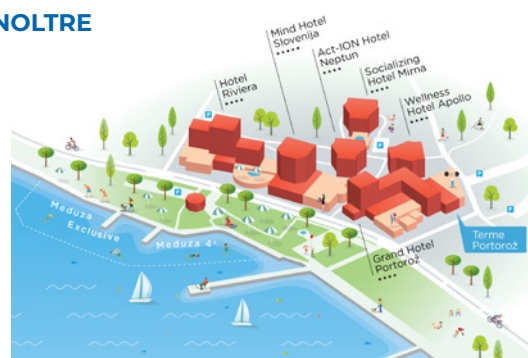 NOLTRE
Mind Hotel
Slovenija
•••••
Act-ION Hotel
Neptun
••••
Socializing
Hotel Mirna
••••
Hotel
Riviera
••••
Wellness
Hotel Apollo
••••
P
P
P
P
P
Meduza
Exclusive
Meduza 4*
Terme
Portorož
Grand Hotel
Portorož
••••